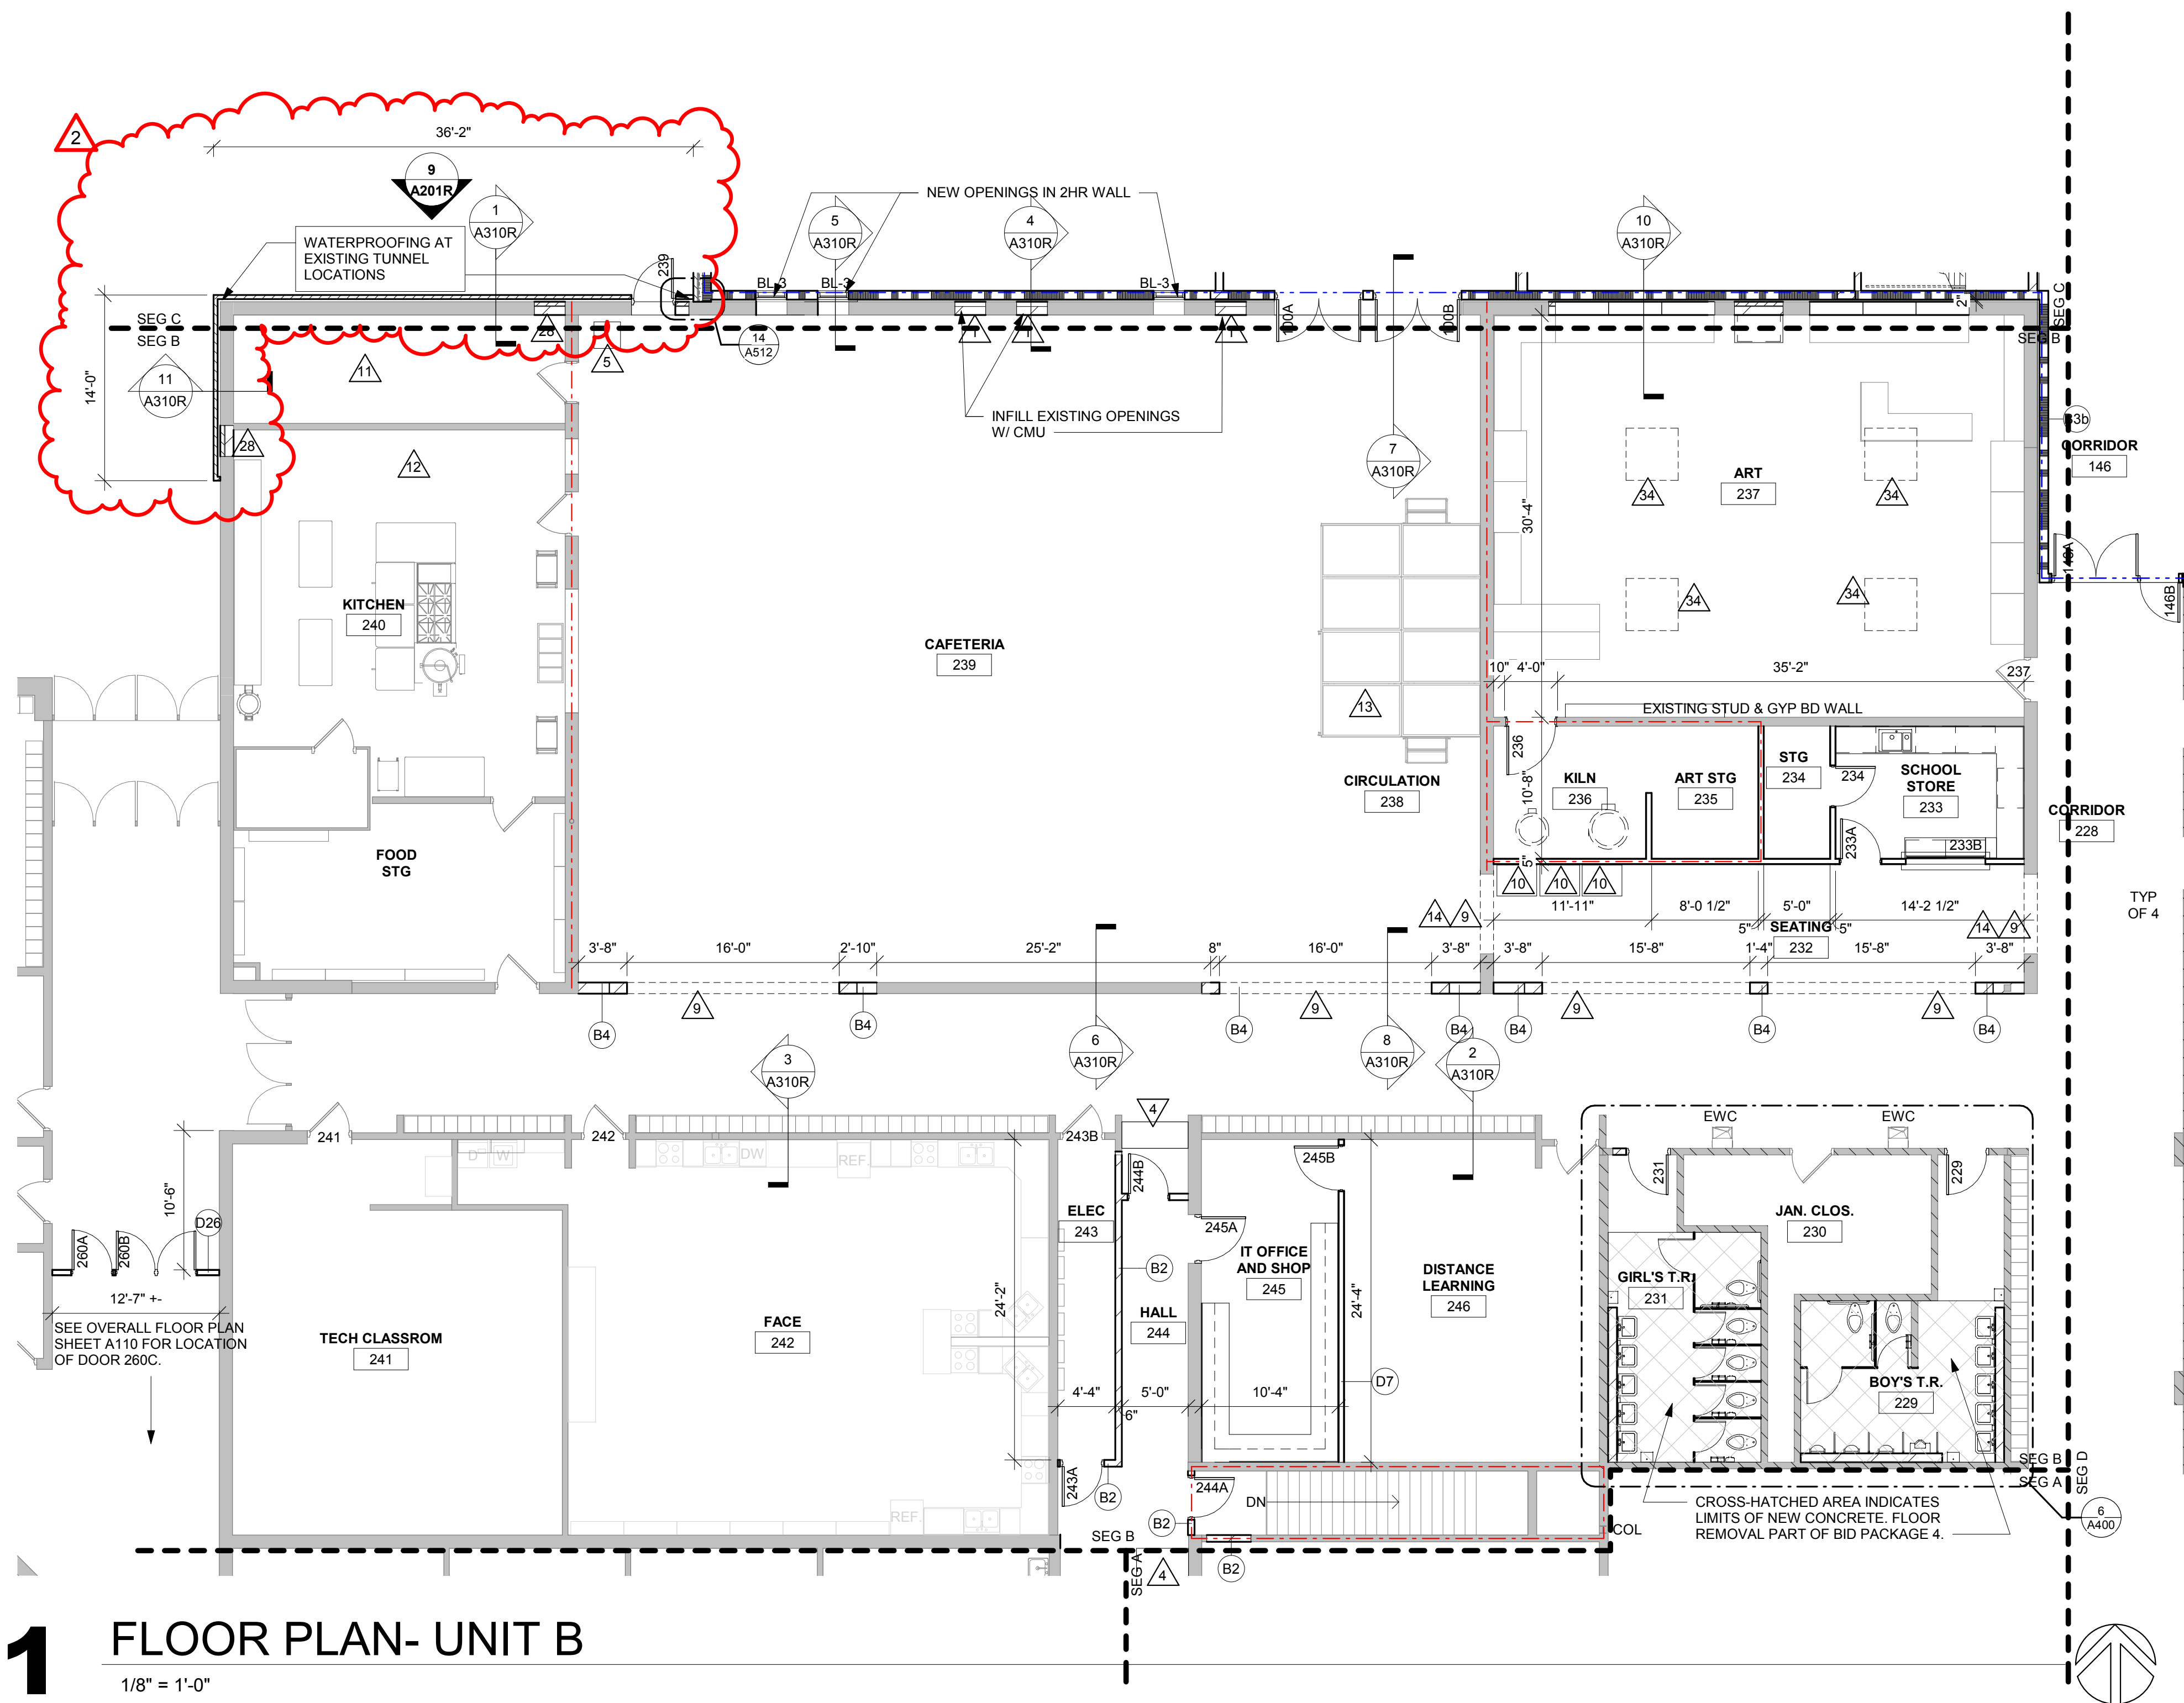 2
36'-2"
9
A201R
1
A310R
5
A310R
NEW OPENINGS IN 2HR WALL
4
A310R
10
A310R
WATERPROOFING AT
EXISTING TUNNEL
LOCATIONS
239
BL-3
BL-3
BL-3
100A
100B
2"
SEG C
SEG B
SEG C
SEG B
28
5
14
A512
1
1
1
11
11
A310R
14'-0"
28
12
INFILL EXISTING OPENINGS
W/ CMU
7
A310R
30'-4"
ART
237
34
34
34
34
CORRIDOR
146
146A
146B
KITCHEN
240
CAFETERIA
239
13
10"
4'-0"
35'-2"
237
EXISTING STUD & GYP BD WALL
236
10'-8"
KILN
236
ART STG
235
STG
234
234
SCHOOL
STORE
233
233A
233B
CIRCULATION
238
CORRIDOR
228
FOOD
STG
5"
10
10
10
11'-11"
8'-0 1/2"
5'-0"
14'-2 1/2"
14
9
5"
5"
SEATING
232
14
9
TYP
OF 4
3'-8"
16'-0"
2'-10"
25'-2"
8"
16'-0"
3'-8"
3'-8"
15'-8"
1'-4"
15'-8"
3'-8"
9
9
9
9
B4
B4
B4
B4
B4
B4
B4
3
A310R
6
A310R
8
A310R
2
A310R
4
EWC
EWC
241
242
243B
244B
245B
231
229
D
W
DW
REF.
10'-6"
D26
260A
260B
12'-7" +-
SEE OVERALL FLOOR PLAN
SHEET A110 FOR LOCATION
OF DOOR 260C.
ELEC
243
245A
B2
24'-2"
IT OFFICE
AND SHOP
245
HALL
244
24'-4"
DISTANCE
LEARNING
246
JAN. CLOS.
230
GIRL'S T.R.
231
TECH CLASSROM
241
FACE
242
D7
BOY'S T.R.
229
4'-4"
5'-0"
10'-4"
6"
243A
B2
REF.
244A
DN
B2
B2
COL
SEG B
SEG A
4
SEG B
SEG A
SEG D
CROSS-HATCHED AREA INDICATES
LIMITS OF NEW CONCRETE. FLOOR
REMOVAL PART OF BID PACKAGE 4.
6
A400
1
FLOOR PLAN- UNIT B
1/8" = 1'-0"